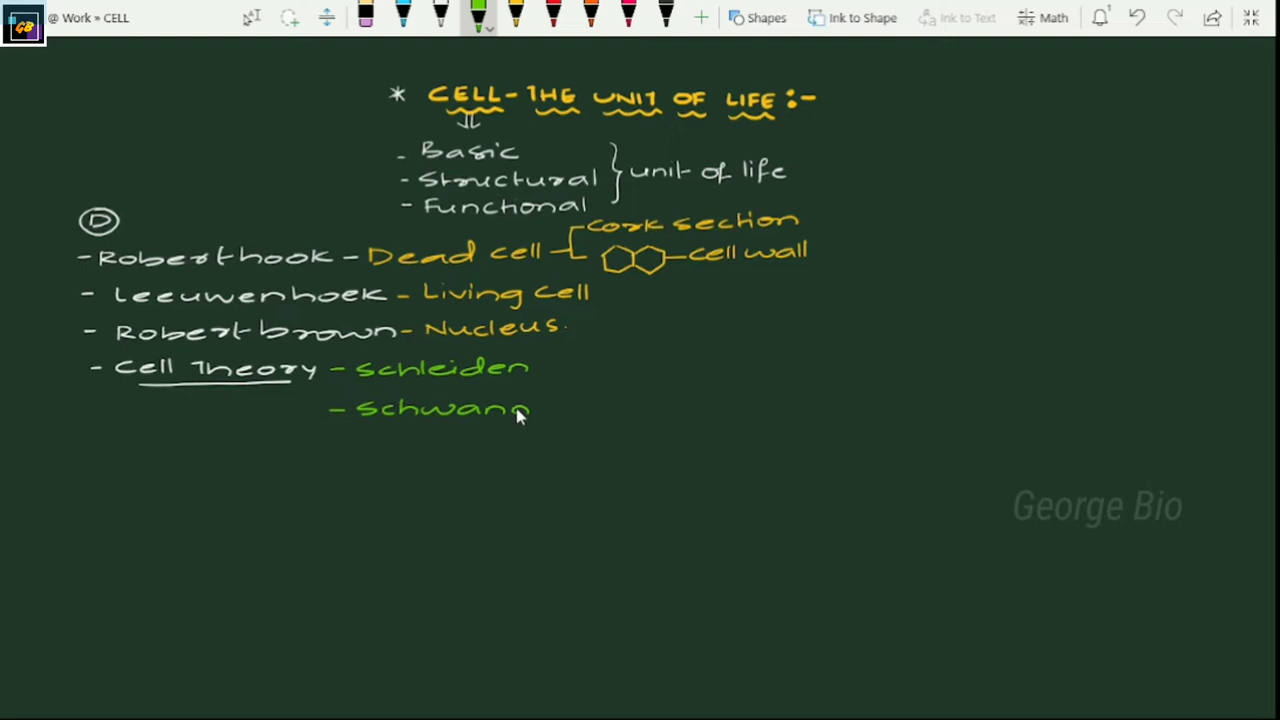 GB
@ Work » CELL
Shapes
Ink to Shape
Ink to Text
Math
* CELL-THE UNIT OF LIFE :-
- Basic
- Structural
- Functional
} unit of life
D
- Robert hook - Dead cell
cork section
cell wall
- Leeuwenhoek - Living cell
- Robert brown - Nucleus.
- Cell Theory - Schleiden
- Schwann
George Bio